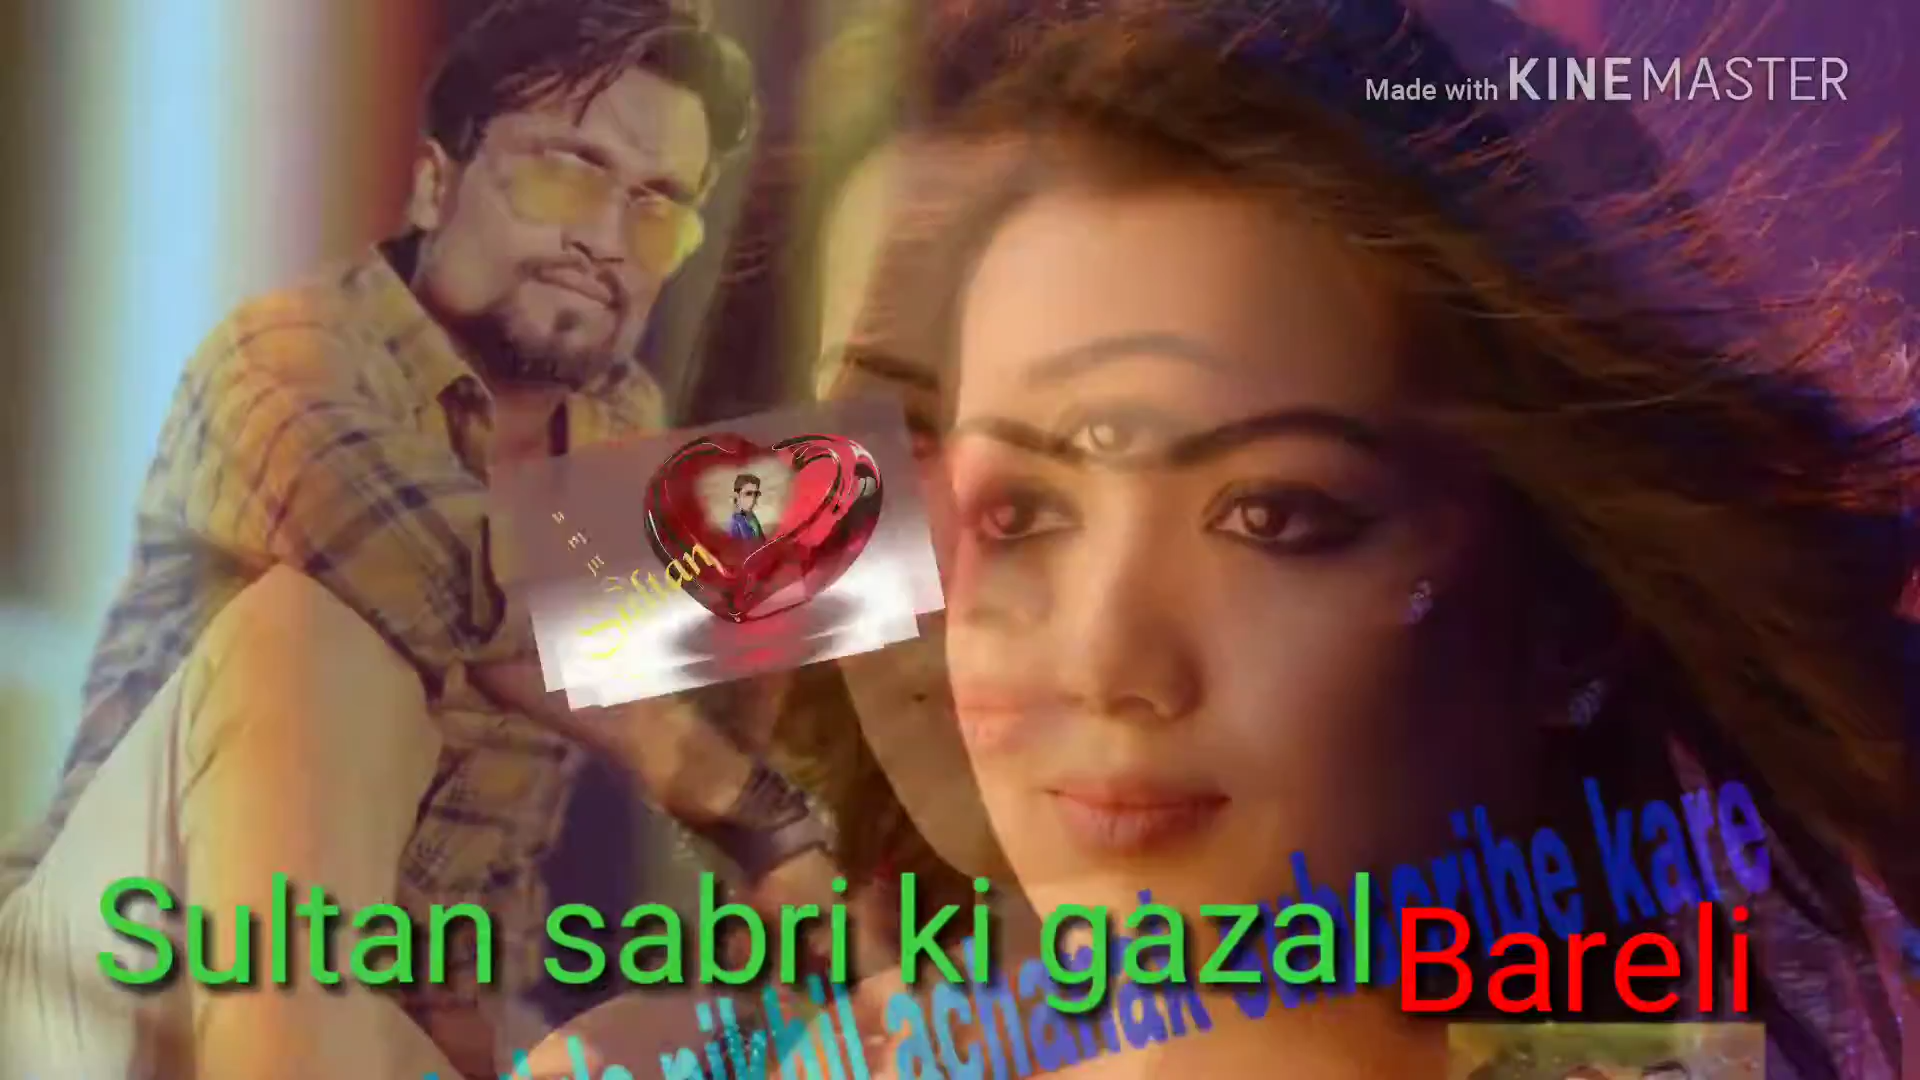 Made with KINEMASTER
Sultan
Sultan sabri ki gazal
Bareli
nikhil achanak subscribe kare